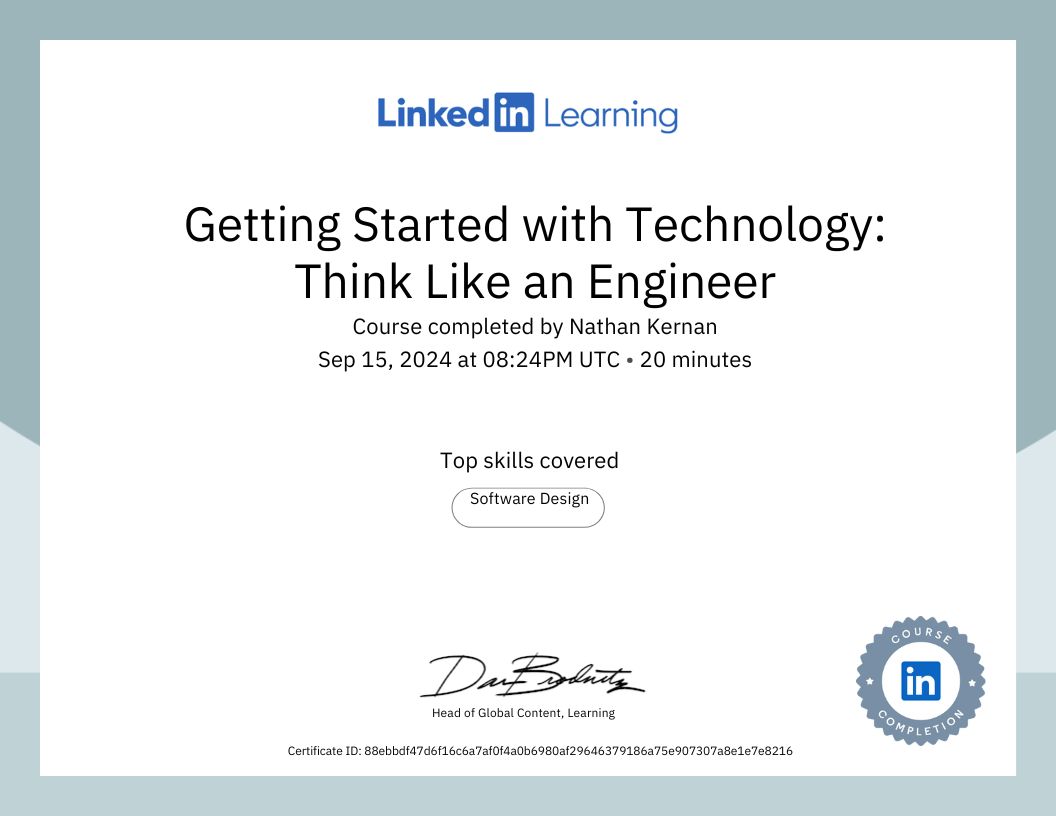 Linked in Learning
Getting Started with Technology:
Think Like an Engineer
Course completed by Nathan Kernan
Sep 15, 2024 at 08:24PM UTC • 20 minutes
Top skills covered
Software Design
Dan Brodnitz
Head of Global Content, Learning
COURSE
in
COMPLETION
Certificate ID: 88ebbdf47d6f16c6a7af0f4a0b6980af29646379186a75e907307a8e1e7e8216